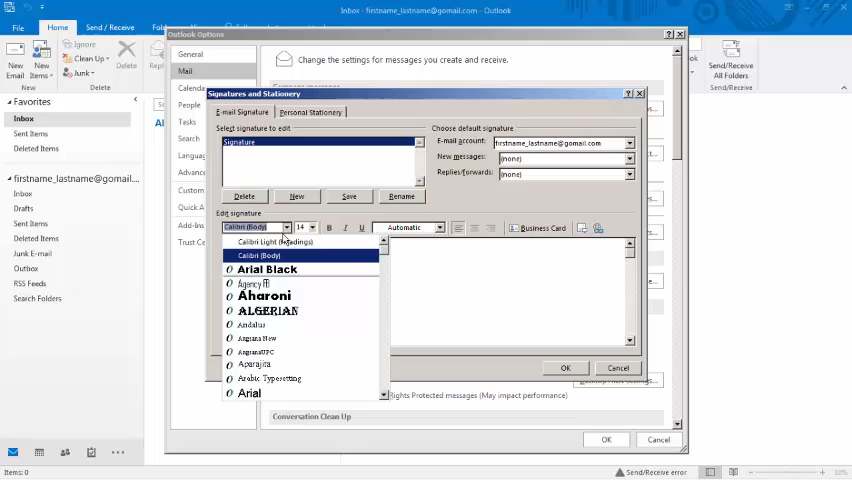 Inbox - firstname_lastname@gomail.com - Outlook
File
Home
Send / Receive
New Email
New Items
Ignore
Clean Up
Junk
Delete
Delete
Send/Receive All Folders
Send/Receive
Favorites
Inbox
Sent Items
Deleted Items
firstname_lastname@gomail....
Inbox
Drafts
Sent Items
Deleted Items
Junk E-mail
Outbox
RSS Feeds
Search Folders
Outlook Options
General
Mail
People
Tasks
Search
Advanced
Quick A
Add-Ins
Trust Ce
Change the settings for messages you create and receive.
Signatures and Stationery
E-mail Signature
Personal Stationery
Select signature to edit
Signature
Delete
New
Save
Rename
Choose default signature
E-mail account:
firstname_lastname@gomail.com
New messages:
(none)
Replies/forwards:
(none)
Edit signature
Calibri (Body)
14
B
I
U
Automatic
Business Card
Calibri Light (Headings)
Calibri (Body)
Arial Black
Agency FB
Aharoni
ALGERIAN
Andalus
Angsana New
AngsanaUPC
Aparajita
Arabic Typesetting
Arial
OK
Cancel
Rights Protected messages (May impact performance)
Conversation Clean Up
OK
Cancel
Items: 0
Send/Receive error
10%